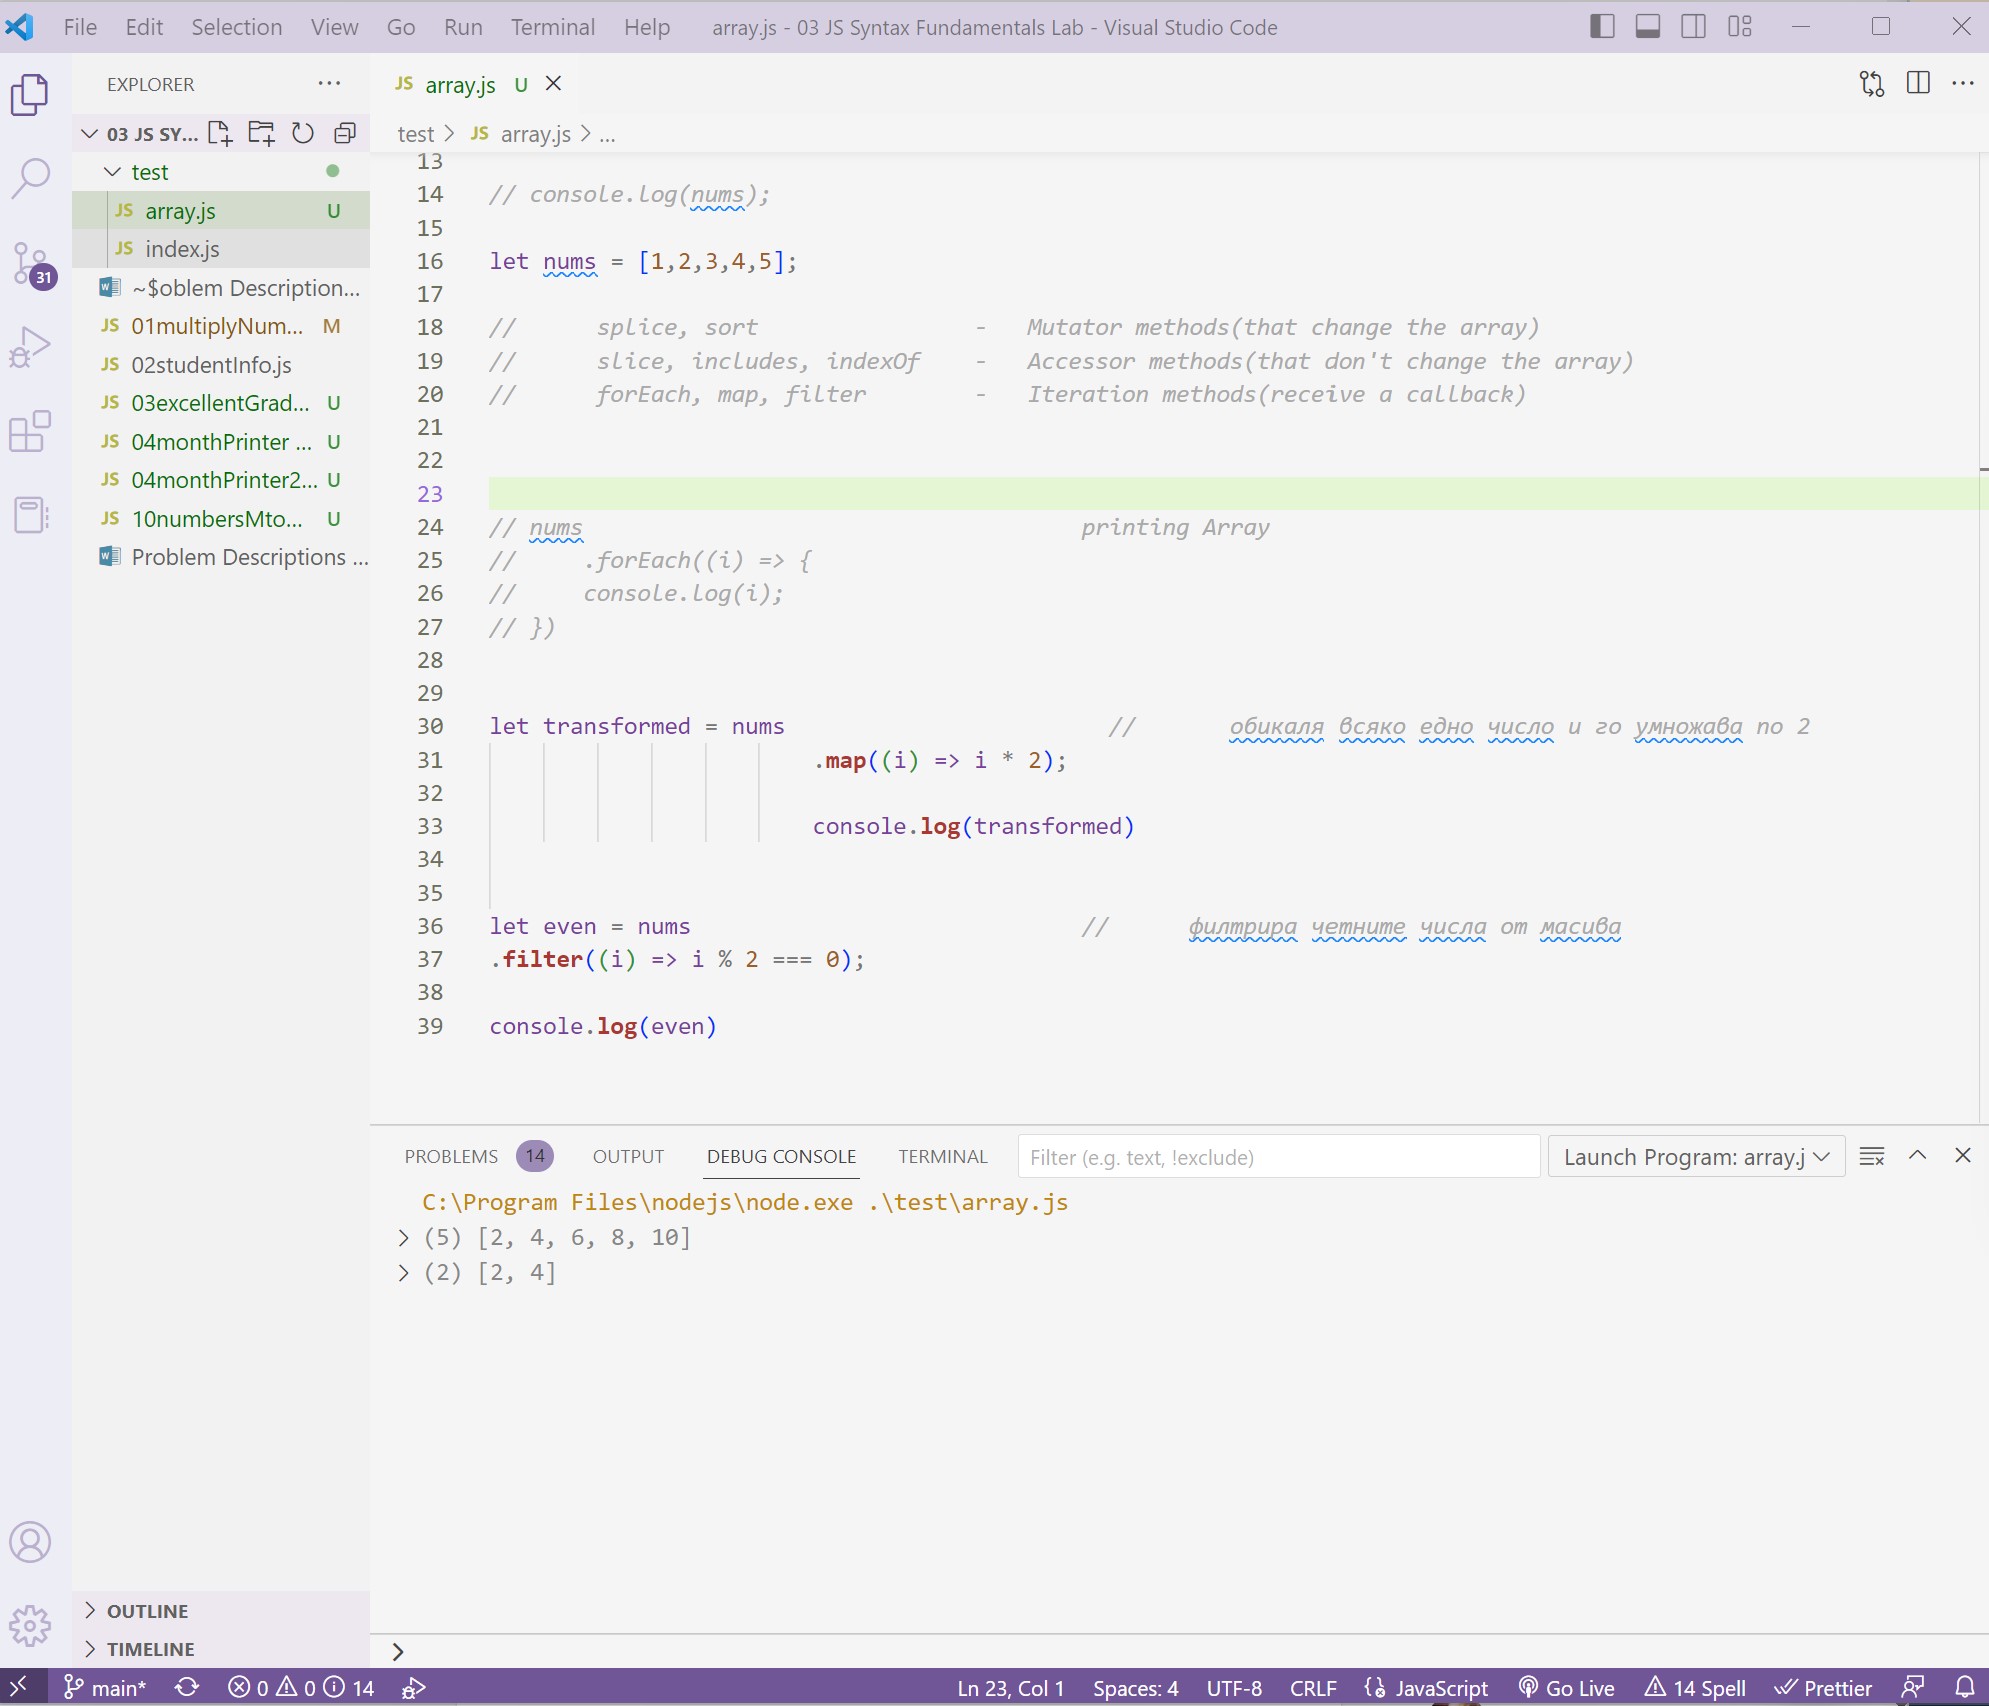 File Edit Selection View Go Run Terminal Help array.js - 03 JS Syntax Fundamentals Lab - Visual Studio Code
EXPLORER
03 JS SY...
test
JS array.js U
JS index.js
~$oblem Description...
JS 01multiplyNum... M
JS 02studentInfo.js
JS 03excellentGrad... U
JS 04monthPrinter ... U
JS 04monthPrinter2... U
JS 10numbersMto... U
Problem Descriptions ...
31
OUTLINE
TIMELINE
JS array.js U
test > JS array.js > ...
13
14 // console.log(nums);
15
16 let nums = [1,2,3,4,5];
17
18 // splice, sort - Mutator methods(that change the array)
19 // slice, includes, indexOf - Accessor methods(that don't change the array)
20 // forEach, map, filter - Iteration methods(receive a callback)
21
22
23
24 // nums printing Array
25 // .forEach((i) => {
26 // console.log(i);
27 // })
28
29
30 let transformed = nums // обикаля всяко едно число и го умножава по 2
31 .map((i) => i * 2);
32
33 console.log(transformed)
34
35
36 let even = nums // филтрира четните числа от масива
37 .filter((i) => i % 2 === 0);
38
39 console.log(even)
PROBLEMS 14 OUTPUT DEBUG CONSOLE TERMINAL Filter (e.g. text, !exclude) Launch Program: array.j
C:\Program Files\nodejs\node.exe .\test\array.js
> (5) [2, 4, 6, 8, 10]
> (2) [2, 4]
>
main* 0 0 14 Ln 23, Col 1 Spaces: 4 UTF-8 CRLF JavaScript Go Live 14 Spell Prettier